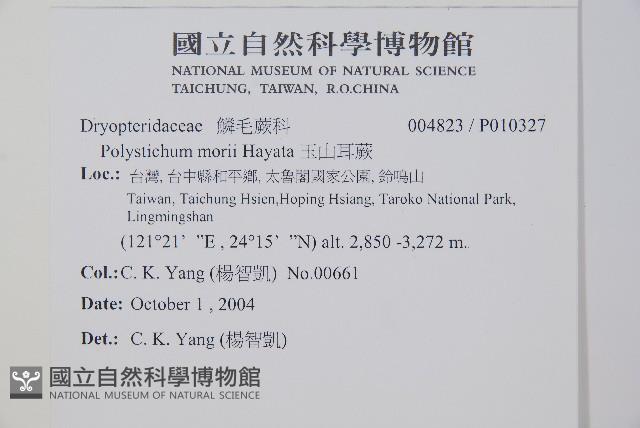 國立自然科學博物館
NATIONAL MUSEUM OF NATURAL SCIENCE
TAICHUNG, TAIWAN, R.O.CHINA
Dryopteridaceae 鱗毛蕨科 004823 / P010327
Polystichum morii Hayata 玉山耳蕨
Loc.: 台灣, 台中縣和平鄉, 太魯閣國家公園, 鈴鳴山
Taiwan, Taichung Hsien,Hoping Hsiang, Taroko National Park,
Lingmingshan
(121°21' "E , 24°15' "N) alt. 2,850 -3,272 m.
Col.: C. K. Yang (楊智凱) No.00661
Date: October 1 , 2004
Det.: C. K. Yang (楊智凱)
國立自然科學博物館
NATIONAL MUSEUM OF NATURAL SCIENCE